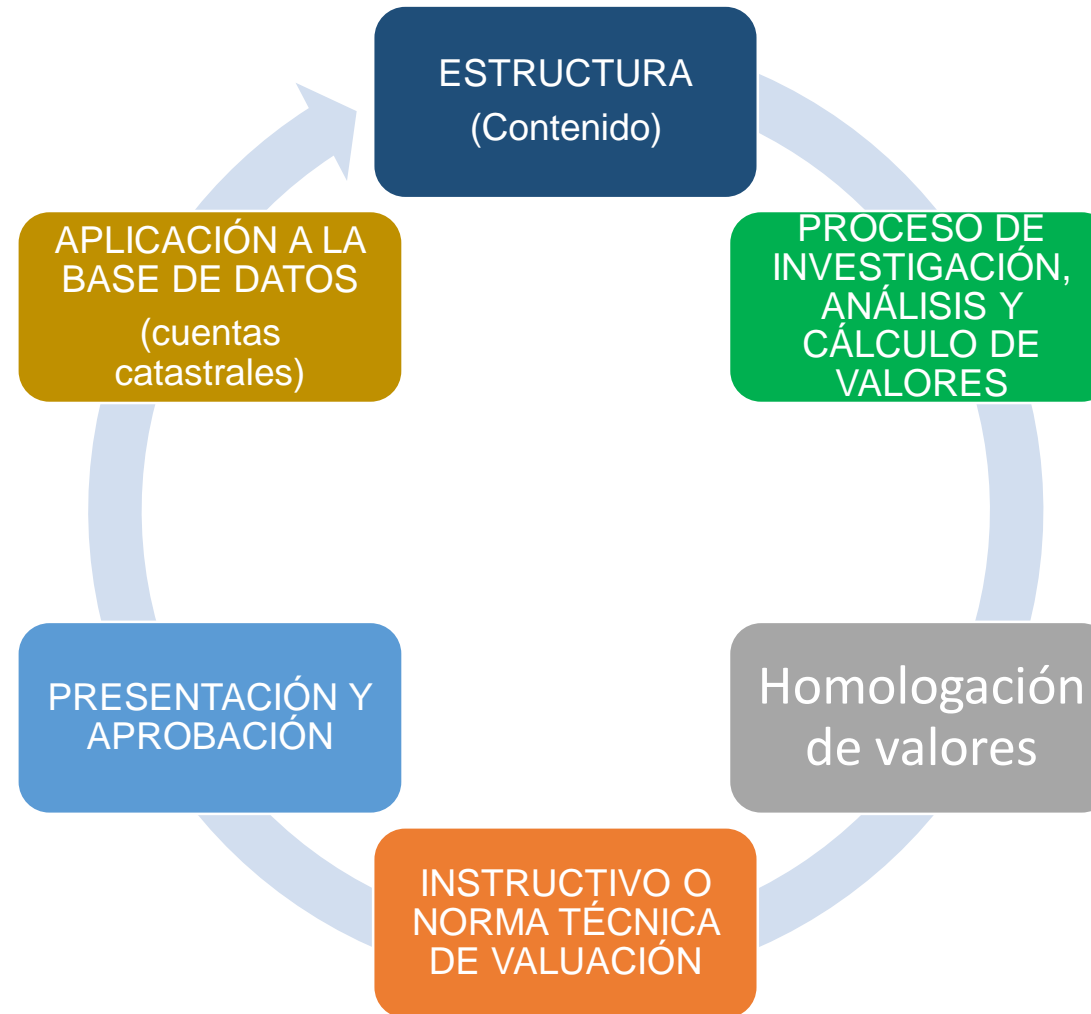 ESTRUCTURA
(Contenido)
PROCESO DE
INVESTIGACIÓN,
ANÁLISIS Y
CÁLCULO DE
VALORES
Homologación
de valores
INSTRUCTIVO O
NORMA TÉCNICA
DE VALUACIÓN
PRESENTACIÓN Y
APROBACIÓN
APLICACIÓN A LA
BASE DE DATOS
(cuentas
catastrales)